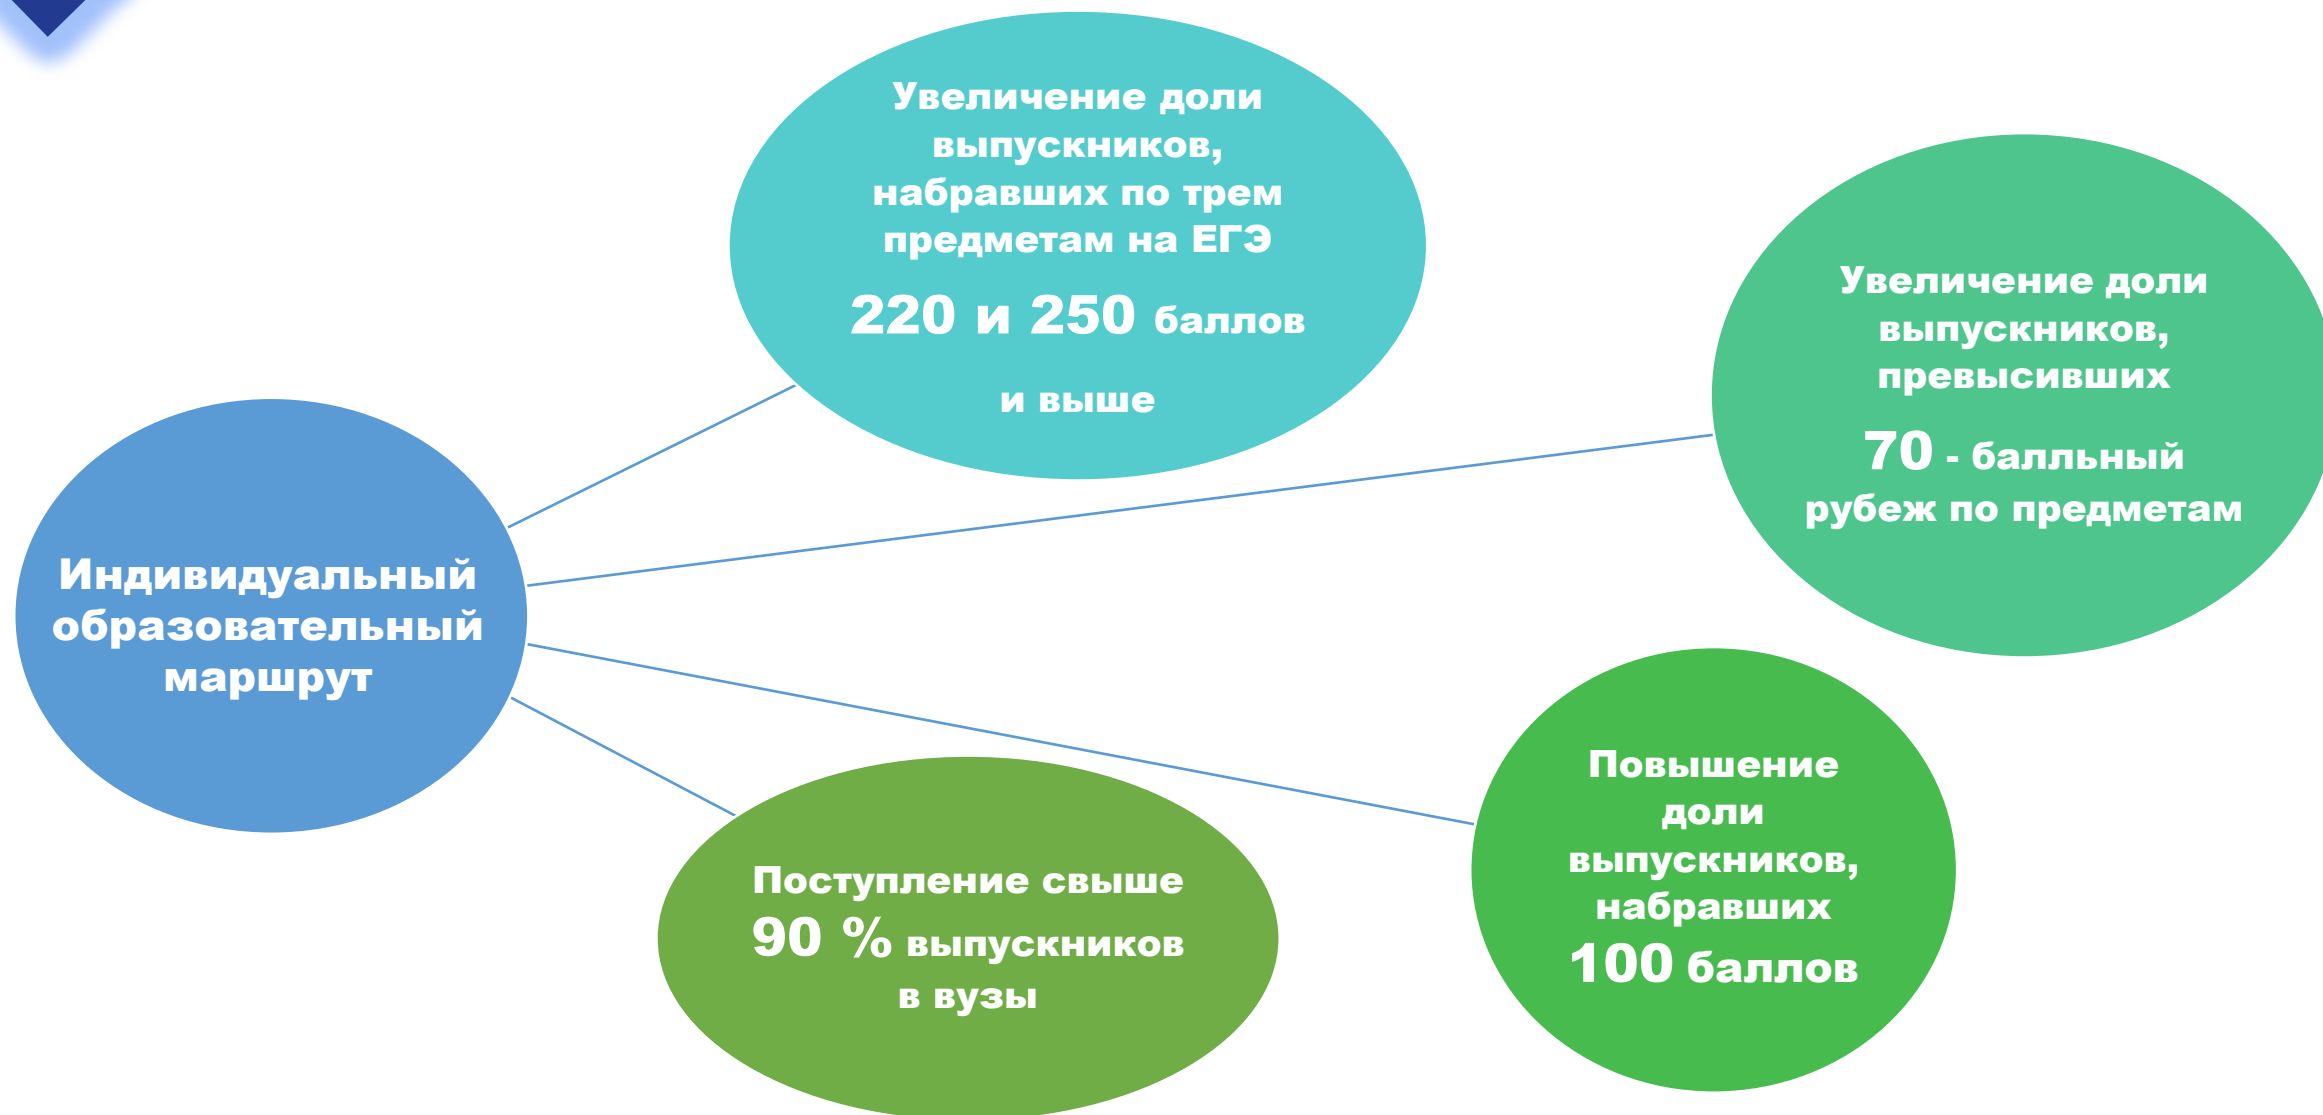 Увеличение доли
выпускников,
набравших по трем
предметам на ЕГЭ
220 и 250 баллов
и выше
Увеличение доли
выпускников,
превысивших
70 - балльный
рубеж по предметам
Индивидуальный
образовательный
маршрут
Повышение
доли
выпускников,
набравших
100 баллов
Поступление свыше
90 % выпускников
в вузы